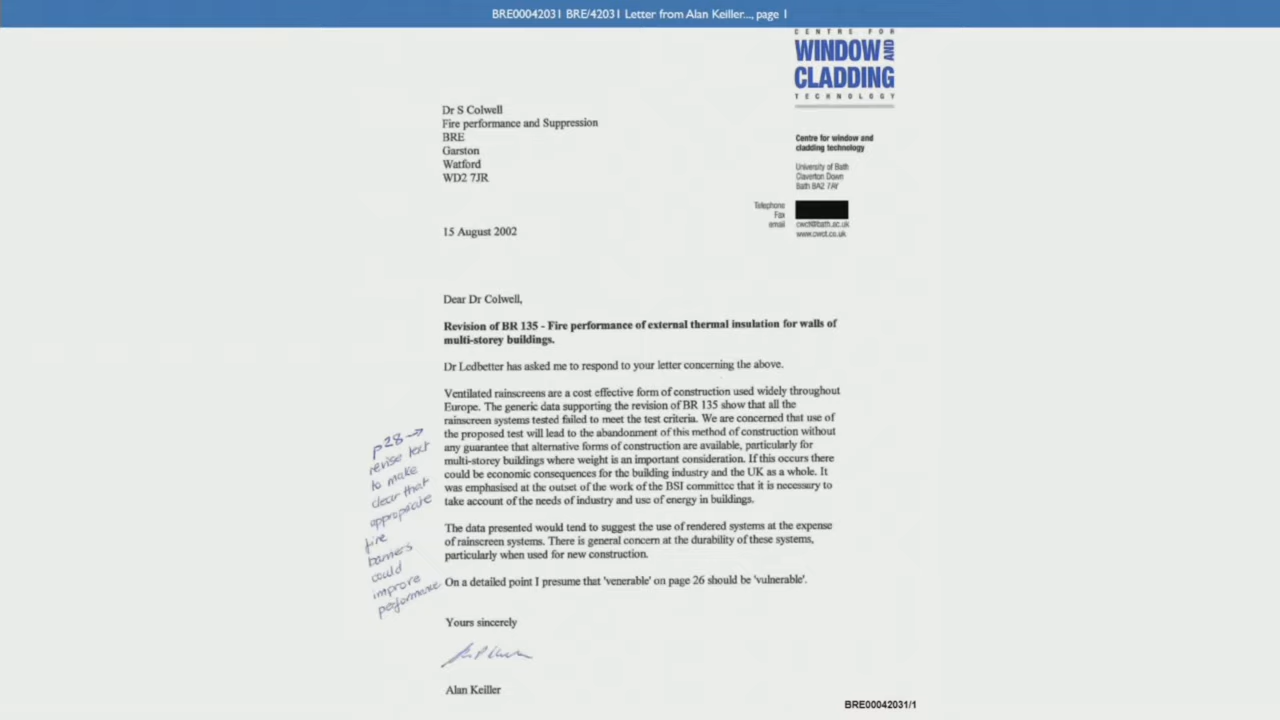 BRE00042031 BRE/42031 Letter from Alan Keiller..., page 1
CENTRE FOR
WINDOW AND
CLADDING
TECHNOLOGY
Dr S Colwell
Fire performance and Suppression
BRE
Garston
Watford
WD2 7JR
Centre for window and
cladding technology
University of Bath
Claverton Down
Bath BA2 7AY
Telephone
Fax
email cwct@bath.ac.uk
www.cwct.co.uk
15 August 2002
Dear Dr Colwell,
Revision of BR 135 - Fire performance of external thermal insulation for walls of
multi-storey buildings.
Dr Ledbetter has asked me to respond to your letter concerning the above.
Ventilated rainscreens are a cost effective form of construction used widely throughout
Europe. The generic data supporting the revision of BR 135 show that all the
rainscreen systems tested failed to meet the test criteria. We are concerned that use of
the proposed test will lead to the abandonment of this method of construction without
any guarantee that alternative forms of construction are available, particularly for
multi-storey buildings where weight is an important consideration. If this occurs there
could be economic consequences for the building industry and the UK as a whole. It
was emphasised at the outset of the work of the BSI committee that it is necessary to
take account of the needs of industry and use of energy in buildings.
p28 →
revise text
to make
clear that
appropriate
fire
barriers
could
improve
performance
The data presented would tend to suggest the use of rendered systems at the expense
of rainscreen systems. There is general concern at the durability of these systems,
particularly when used for new construction.
On a detailed point I presume that 'venerable' on page 26 should be 'vulnerable'.
Yours sincerely
Alan Keiller
BRE00042031/1